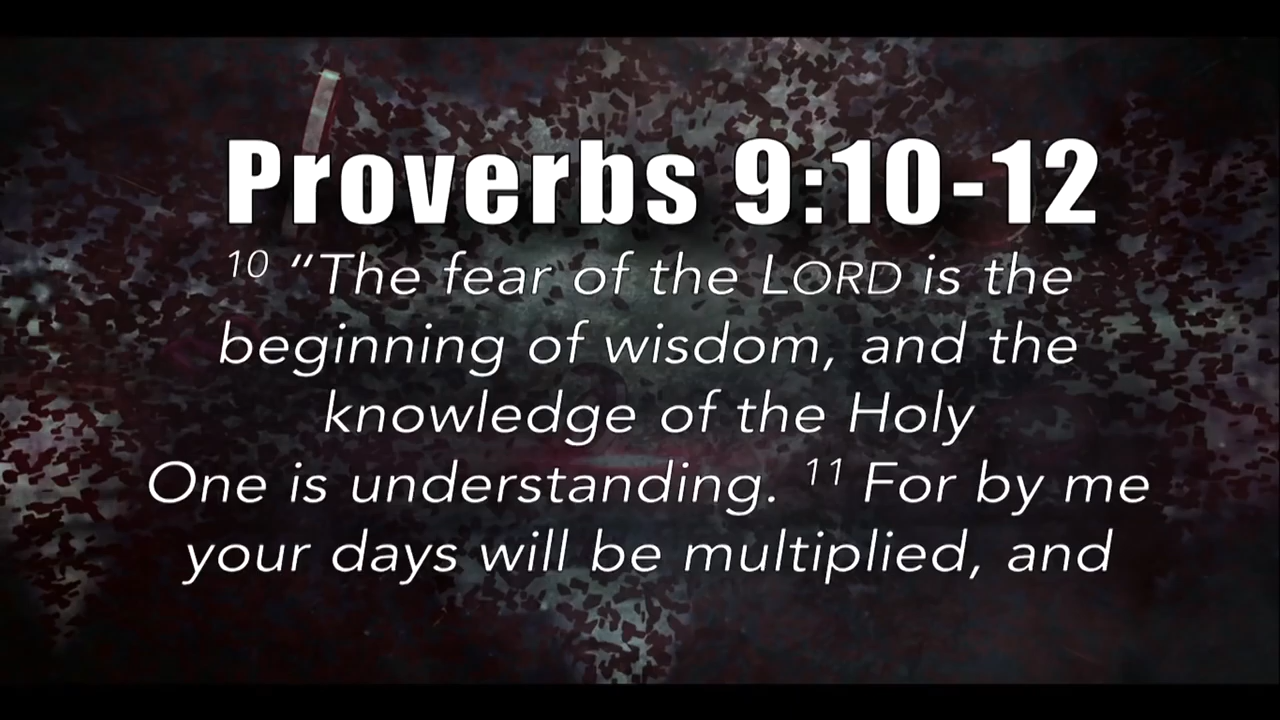 Proverbs 9:10-12
10 “The fear of the LORD is the
beginning of wisdom, and the
knowledge of the Holy
One is understanding. 11 For by me
your days will be multiplied, and